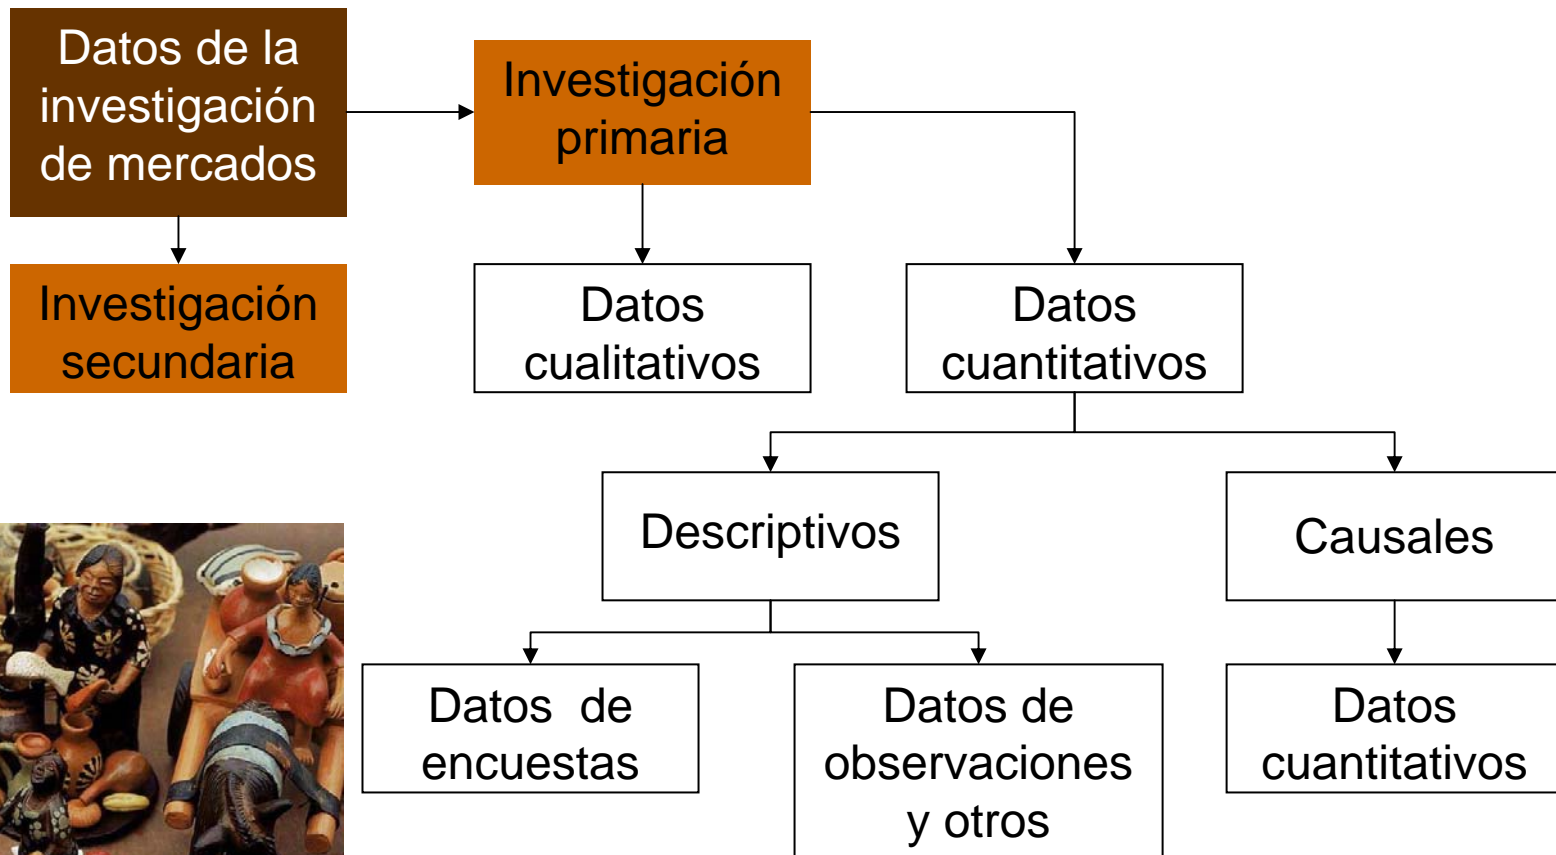 Datos de la
investigación
de mercados
Investigación
primaria
Investigación
secundaria
Datos
cualitativos
Datos
cuantitativos
Descriptivos
Causales
Datos  de
encuestas
Datos de
observaciones
y otros
Datos
cuantitativos